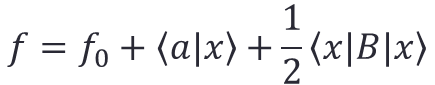 f = f₀ + ⟨a|x⟩ + 1/2 ⟨x|B|x⟩